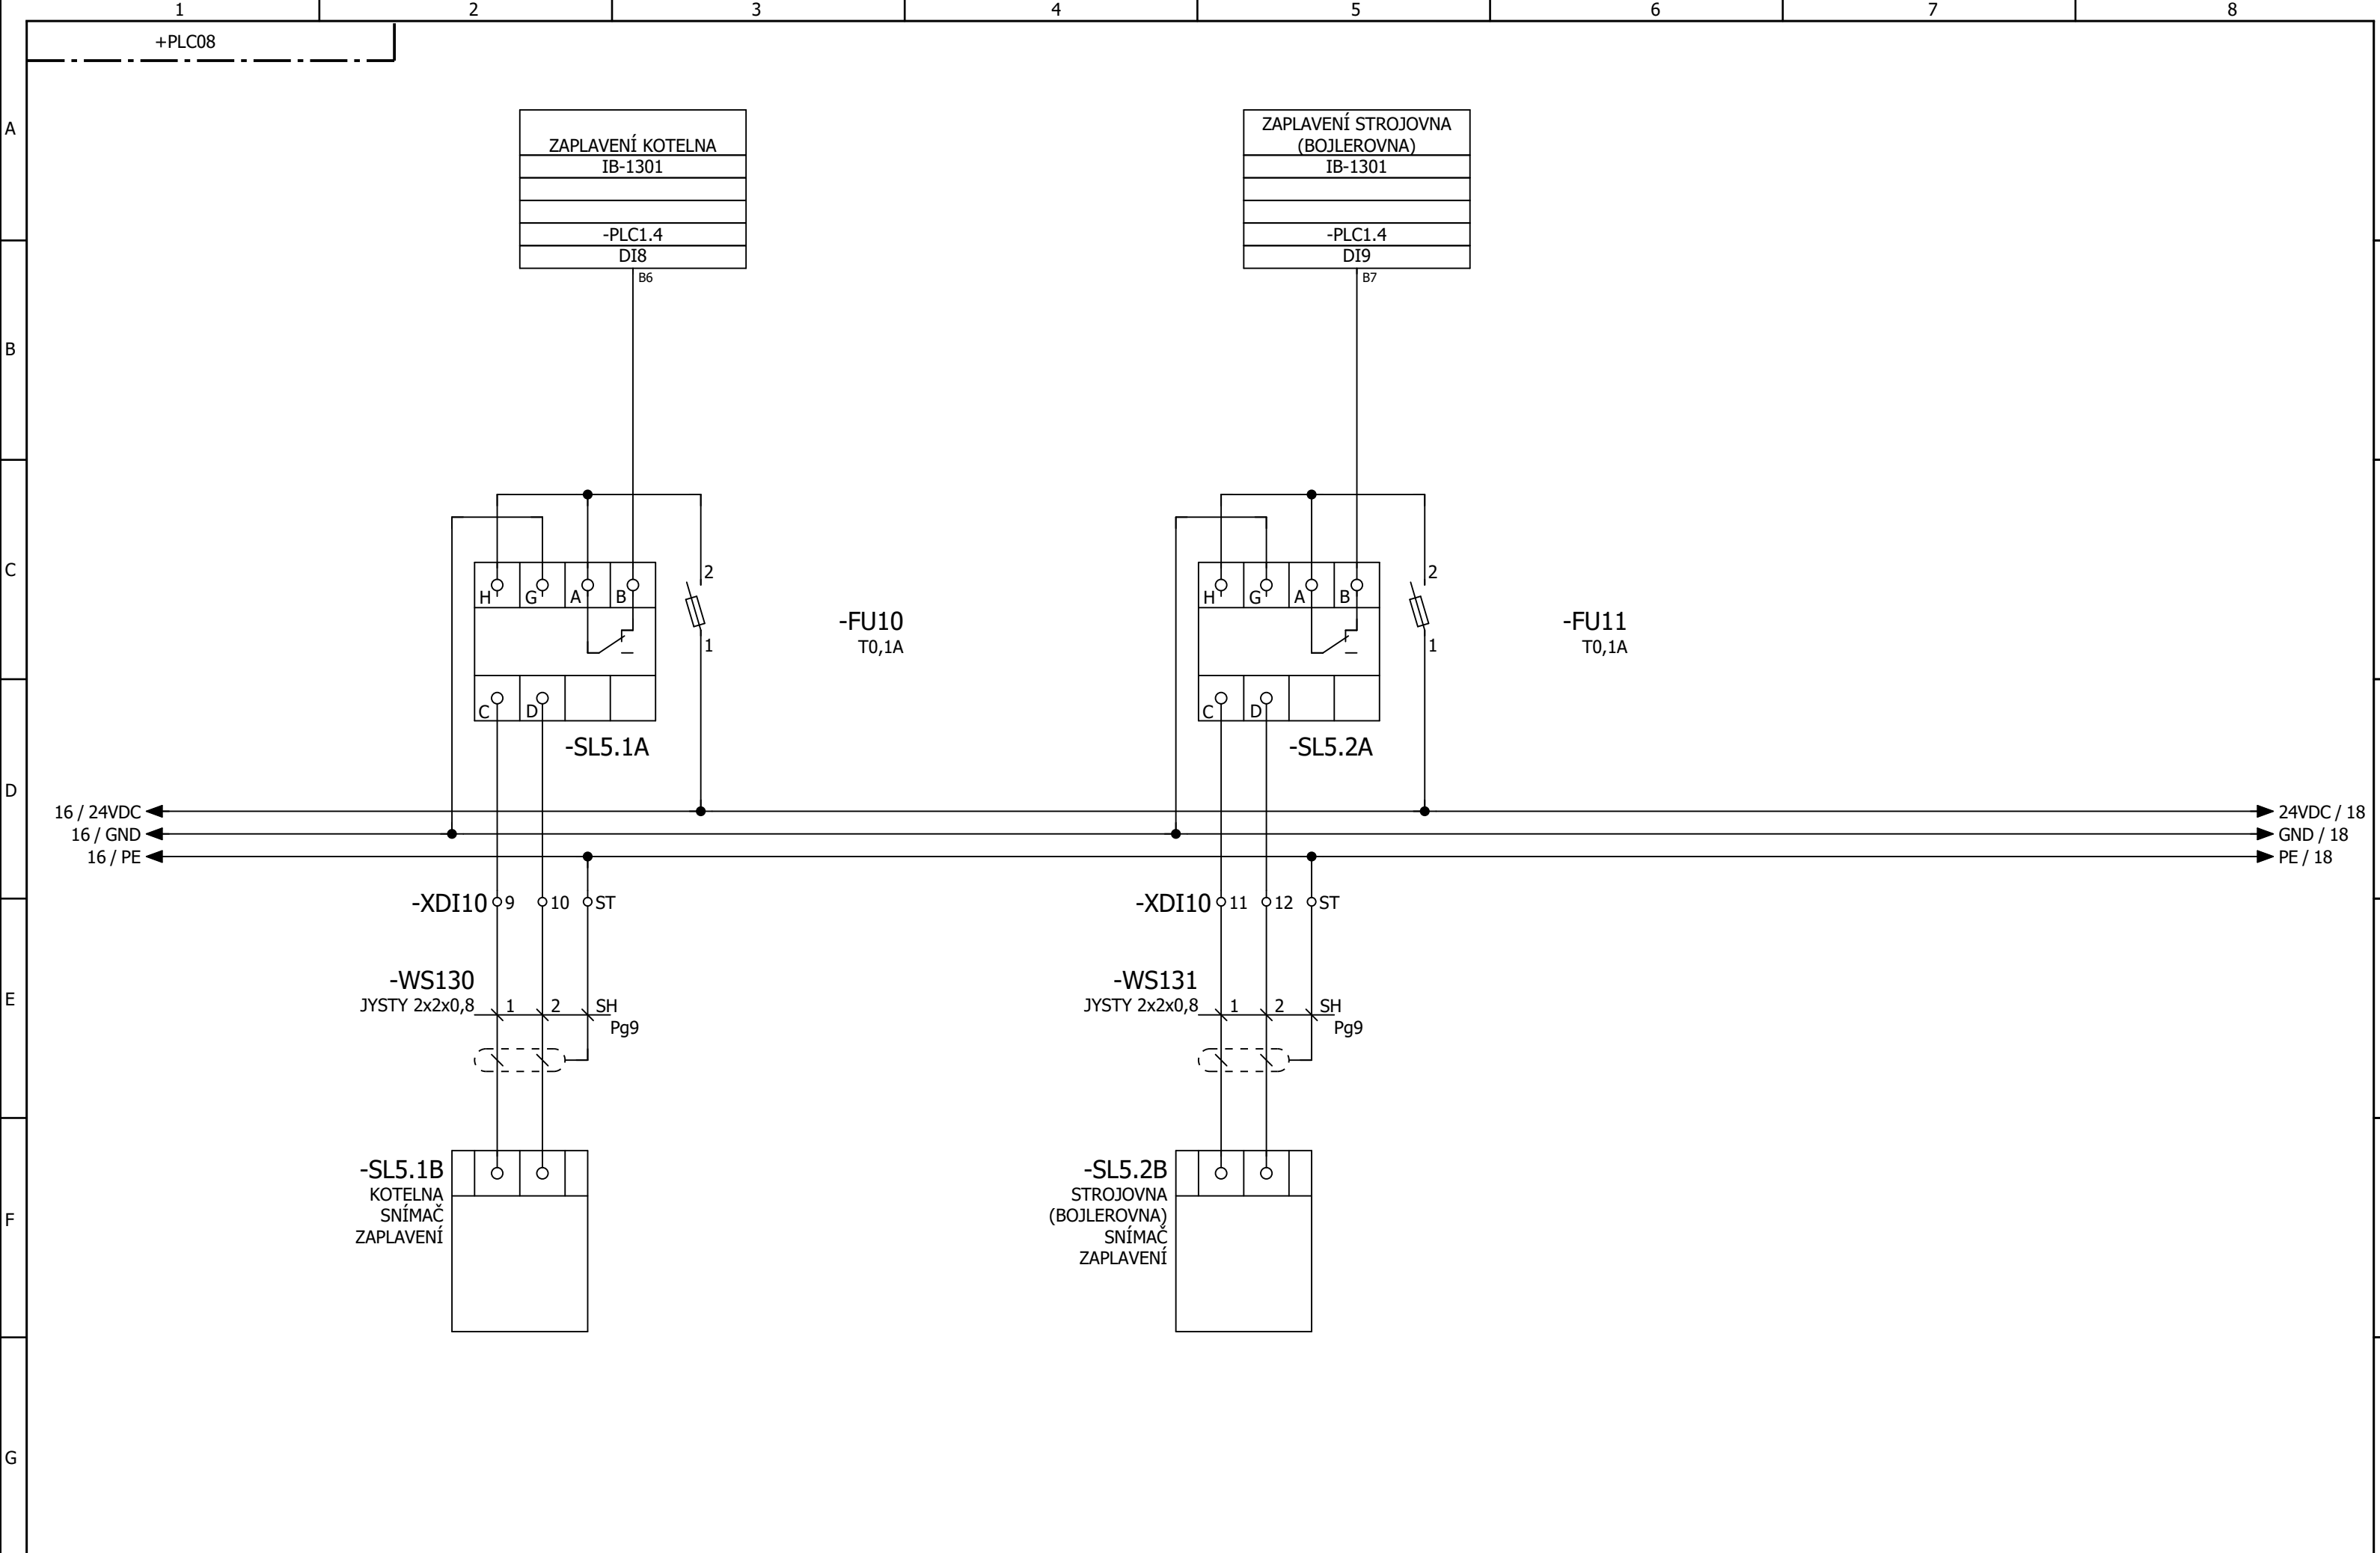 1 2 3 4 5 6 7 8
+PLC08
A
ZAPLAVENÍ KOTELNA
IB-1301
-PLC1.4
DI8
B6
ZAPLAVENÍ STROJOVNA
(BOJLEROVNA)
IB-1301
-PLC1.4
DI9
B7
B
C
H G A B
2
1
-FU10
T0,1A
C D
-SL5.1A
H G A B
2
1
-FU11
T0,1A
C D
-SL5.2A
D
16 / 24VDC
16 / GND
16 / PE
24VDC / 18
GND / 18
PE / 18
-XDI10 9 10 ST
-XDI10 11 12 ST
E
-WS130
JYSTY 2x2x0,8 1 2 SH
Pg9
-WS131
JYSTY 2x2x0,8 1 2 SH
Pg9
F
-SL5.1B
KOTELNA
SNÍMAČ
ZAPLAVENÍ
-SL5.2B
STROJOVNA
(BOJLEROVNA)
SNÍMAČ
ZAPLAVENÍ
G